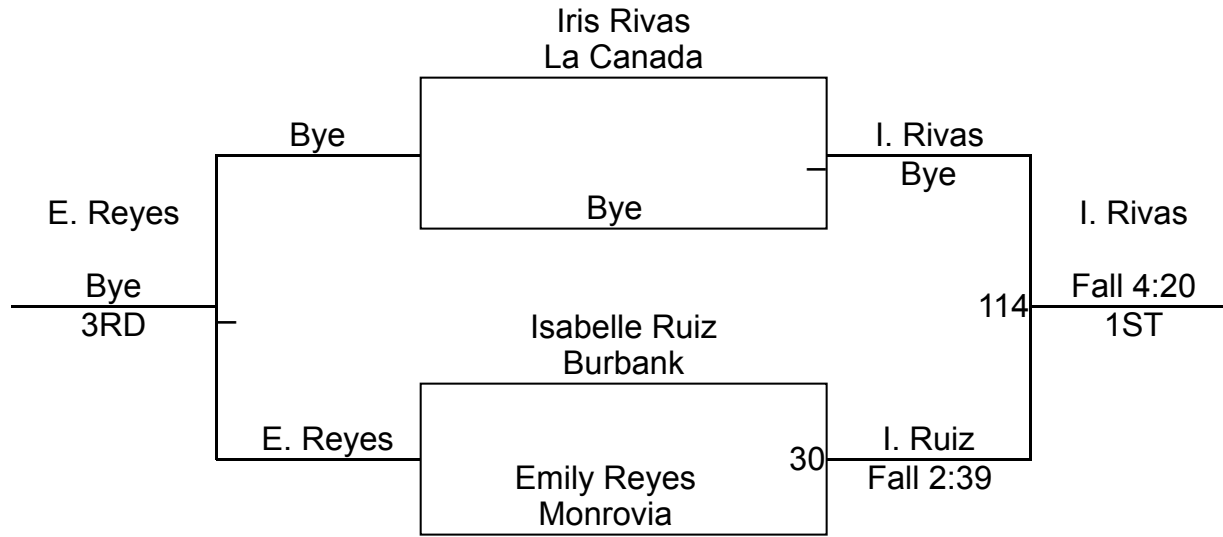 Iris Rivas
La Canada
Bye
I. Rivas
Bye
Bye
E. Reyes
I. Rivas
Bye
3RD
114
Fall 4:20
1ST
Isabelle Ruiz
Burbank
E. Reyes
30
I. Ruiz
Fall 2:39
Emily Reyes
Monrovia